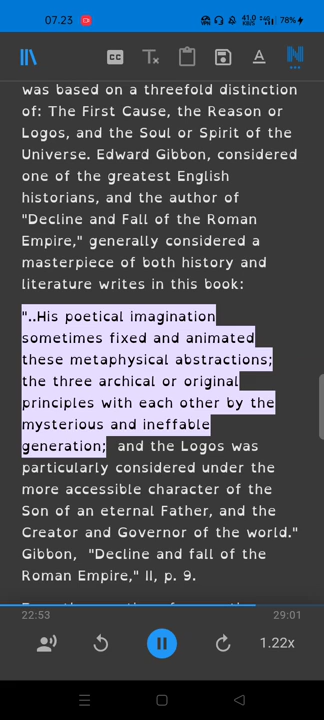 07.23
41.0
KB/S
78%
CC
was based on a threefold distinction
of: The First Cause, the Reason or
Logos, and the Soul or Spirit of the
Universe. Edward Gibbon, considered
one of the greatest English
historians, and the author of
"Decline and Fall of the Roman
Empire," generally considered a
masterpiece of both history and
literature writes in this book:
"..His poetical imagination
sometimes fixed and animated
these metaphysical abstractions;
the three archical or original
principles with each other by the
mysterious and ineffable
generation; and the Logos was
particularly considered under the
more accessible character of the
Son of an eternal Father, and the
Creator and Governor of the world."
Gibbon, "Decline and fall of the
Roman Empire," II, p. 9.
22:53
29:01
1.22x